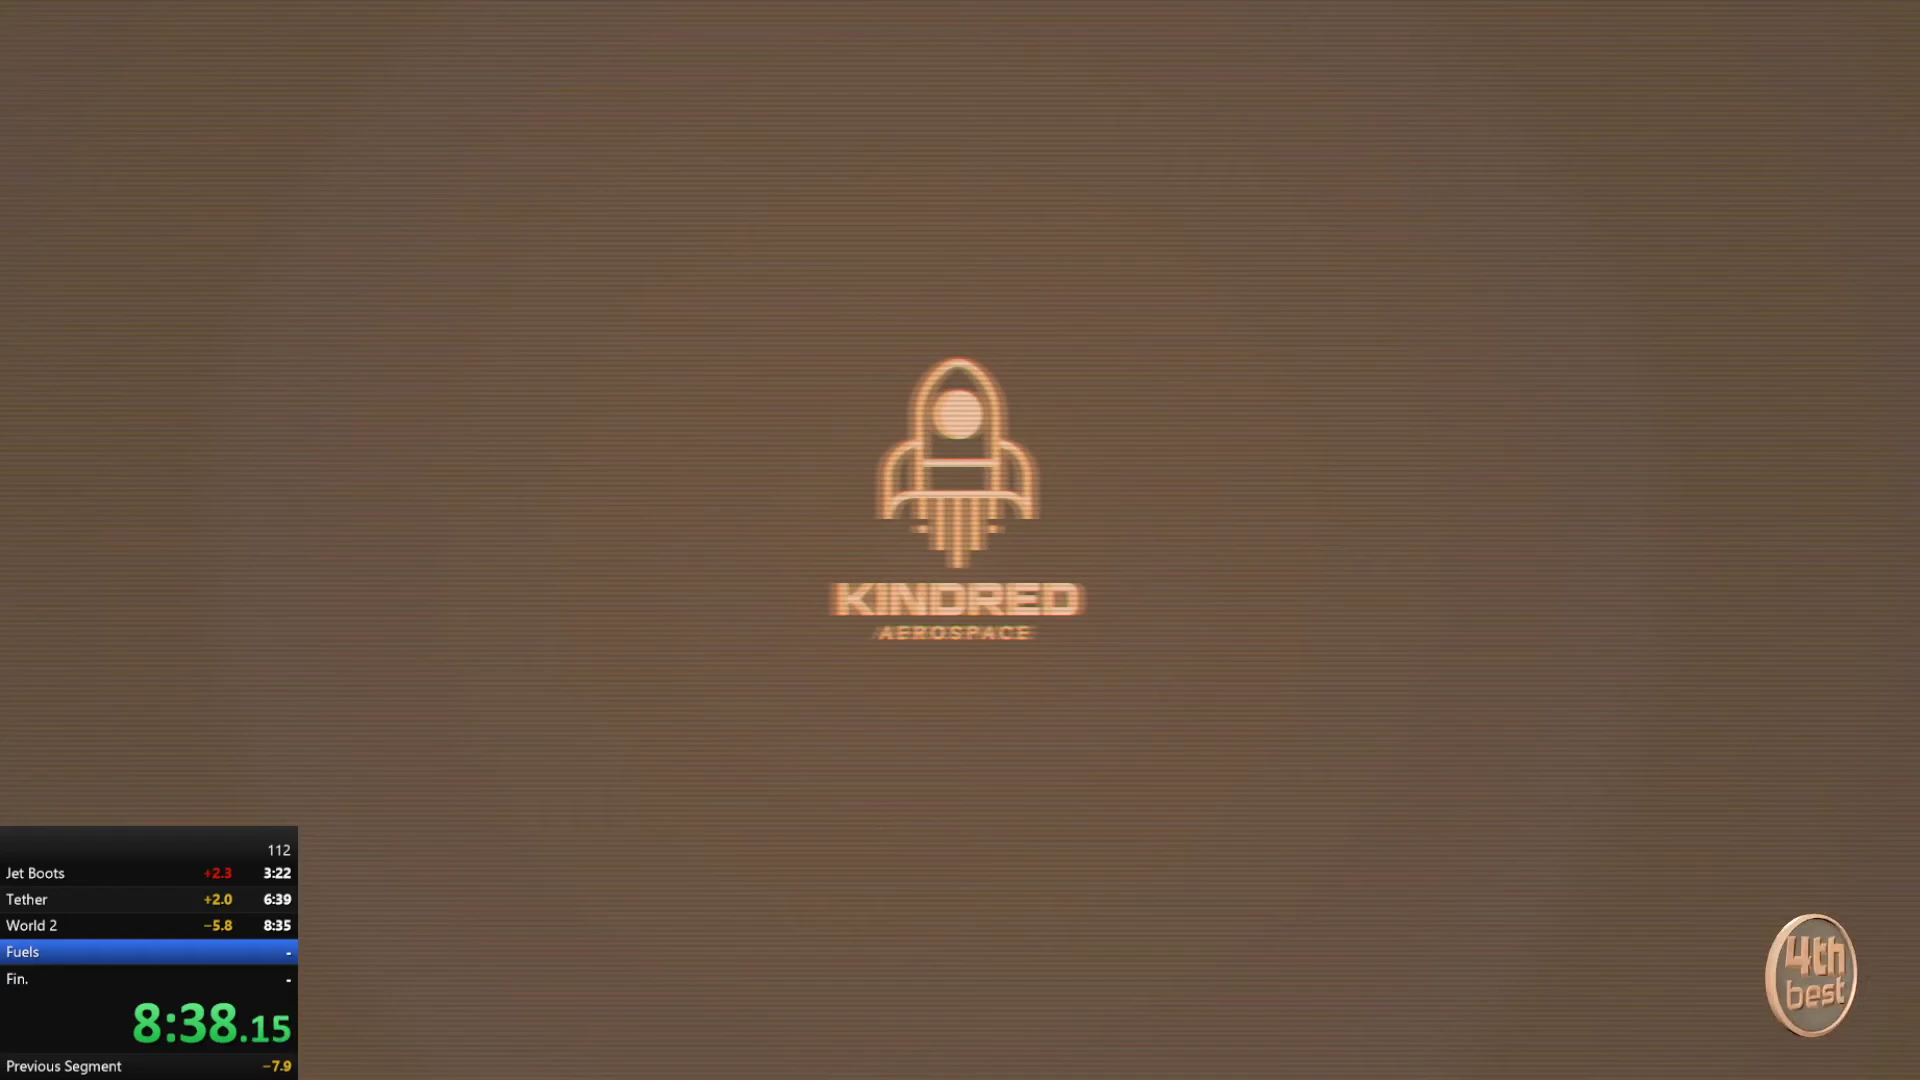 KINDRED
AEROSPACE
4th
best
112
Jet Boots +2.3 3:22
Tether +2.0 6:39
World 2 −5.8 8:35
Fuels -
Fin. -
8:38.15
Previous Segment −7.9